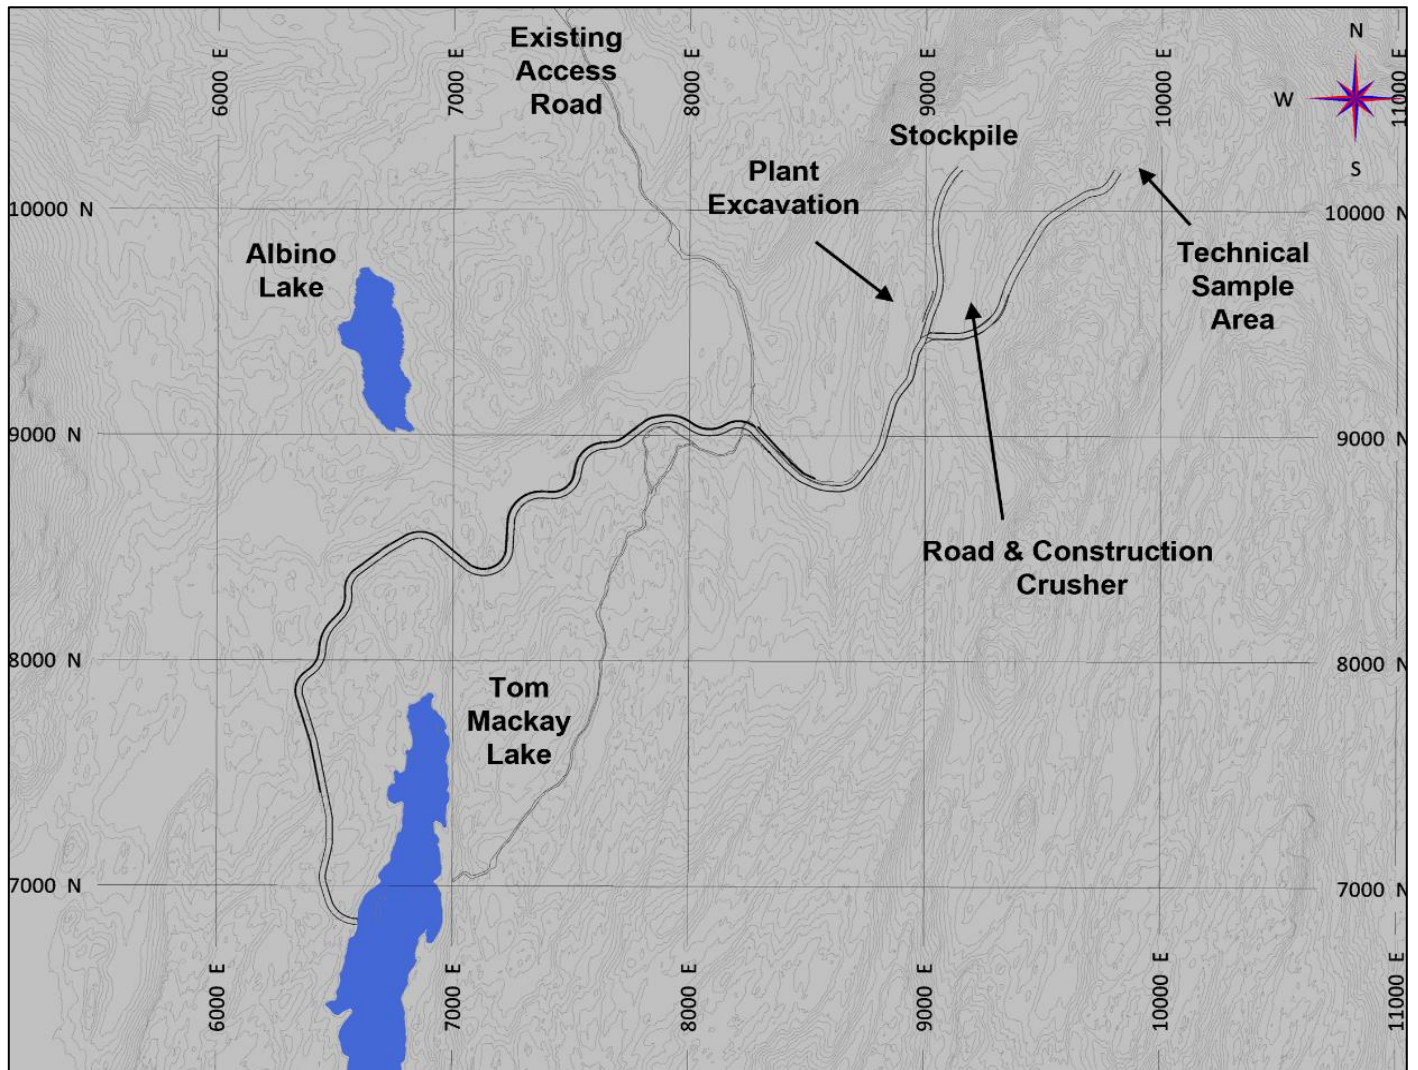 Existing
Access
Road
6000 E
7000 E
8000 E
9000 E
10000 E
11000 E
N
W
S
Stockpile
Plant
Excavation
10000 N
10000 N
Albino
Lake
Technical
Sample
Area
9000 N
9000 N
Road & Construction
Crusher
8000 N
8000 N
Tom
Mackay
Lake
7000 N
7000 N
6000 E
7000 E
8000 E
9000 E
10000 E
11000 E